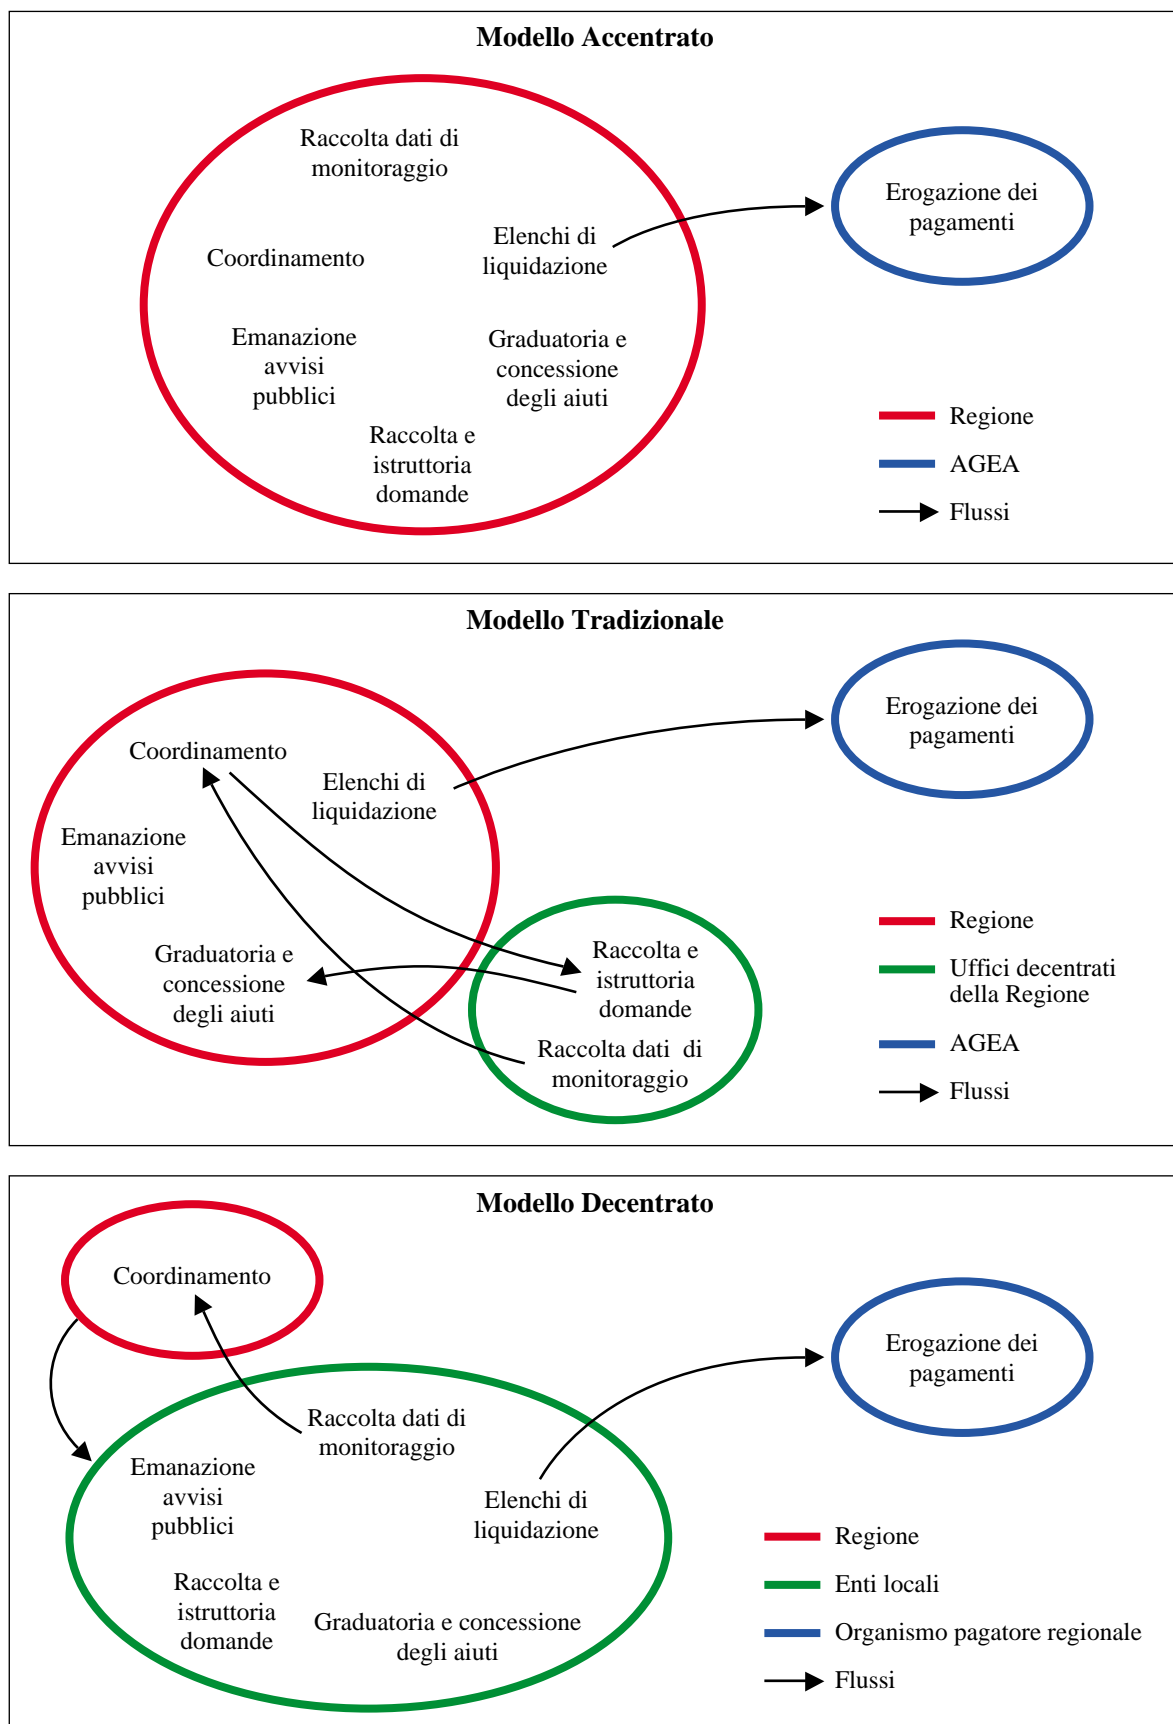 Modello Accentrato
Raccolta dati di
monitoraggio
Erogazione dei
pagamenti
Elenchi di
liquidazione
Coordinamento
Emanazione
avvisi
pubblici
Graduatoria e
concessione
degli aiuti
Raccolta e
istruttoria
domande
Regione
AGEA
Flussi
Modello Tradizionale
Erogazione dei
pagamenti
Coordinamento
Elenchi di
liquidazione
Emanazione
avvisi
pubblici
Graduatoria e
concessione
degli aiuti
Raccolta e
istruttoria
domande
Raccolta dati di
monitoraggio
Regione
Uffici decentrati
della Regione
AGEA
Flussi
Modello Decentrato
Coordinamento
Erogazione dei
pagamenti
Raccolta dati di
monitoraggio
Emanazione
avvisi
pubblici
Elenchi di
liquidazione
Raccolta e
istruttoria
domande
Graduatoria e concessione
degli aiuti
Regione
Enti locali
Organismo pagatore regionale
Flussi